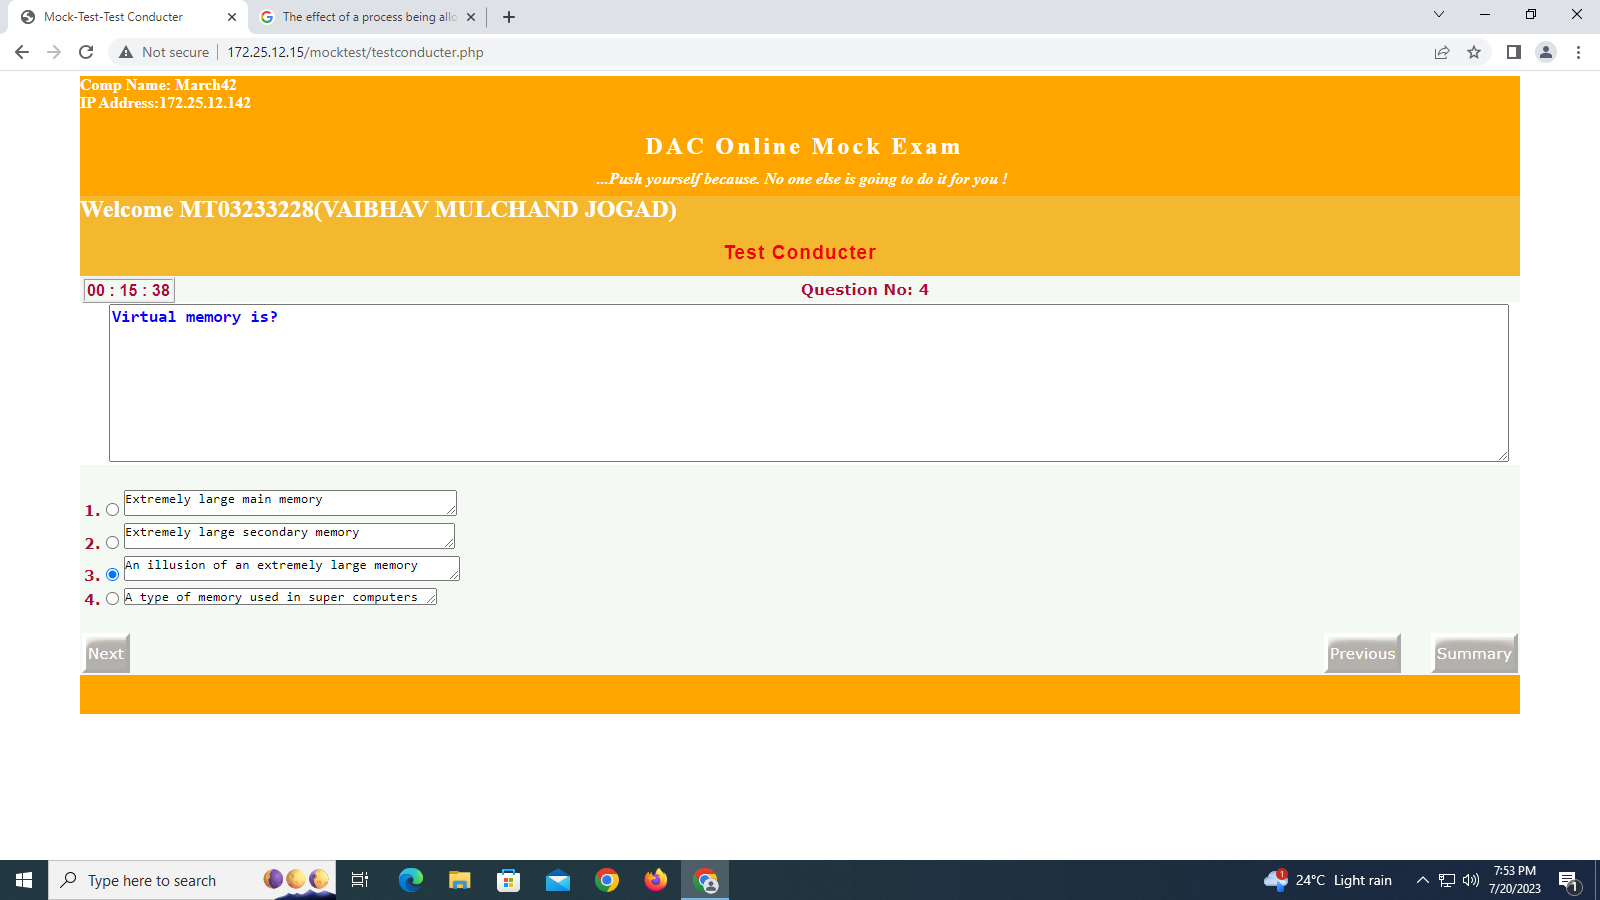 Mock-Test-Test Conducter
The effect of a process being allo
Not secure
172.25.12.15/mocktest/testconducter.php
Comp Name: March42
IP Address:172.25.12.142
DAC Online Mock Exam
...Push yourself because. No one else is going to do it for you !
Welcome MT03233228(VAIBHAV MULCHAND JOGAD)
Test Conducter
00 : 15 : 38
Question No: 4
Virtual memory is?
1. Extremely large main memory
2. Extremely large secondary memory
3. An illusion of an extremely large memory
4. A type of memory used in super computers
Next
Previous
Summary
Type here to search
1
24°C Light rain
7:53 PM
7/20/2023
1